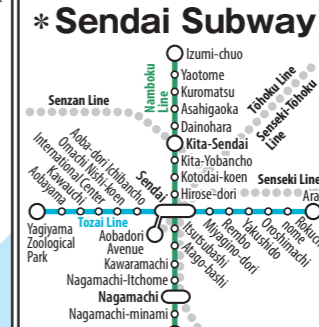 *Sendai Subway
Izumi-chuo
Yaotome
Kuromatsu
Asahigaoka
Dainohara
Kita-Sendai
Kita-Yobancho
Kotodai-koen
Hirose-dori
Namboku
Line
Tohoku Line
Senseki-Tohoku
Line
Senzan Line
Senseki Line
Ara
Sendai
Aoba-dori Ichibancho
Omachi Nishi-koen
International Center
Kawauchi
Aobayama
Tozai Line
Yagiyama
Zoological
Park
Aobadori
Avenue
Itsutsubashi
Atago-bashi
Miyagino-dori
Rembo
Yakushido
Oroshimachi
nome
Rokuch
Kawaramachi
Nagamachi-Itchome
Nagamachi
Nagamachi-minami